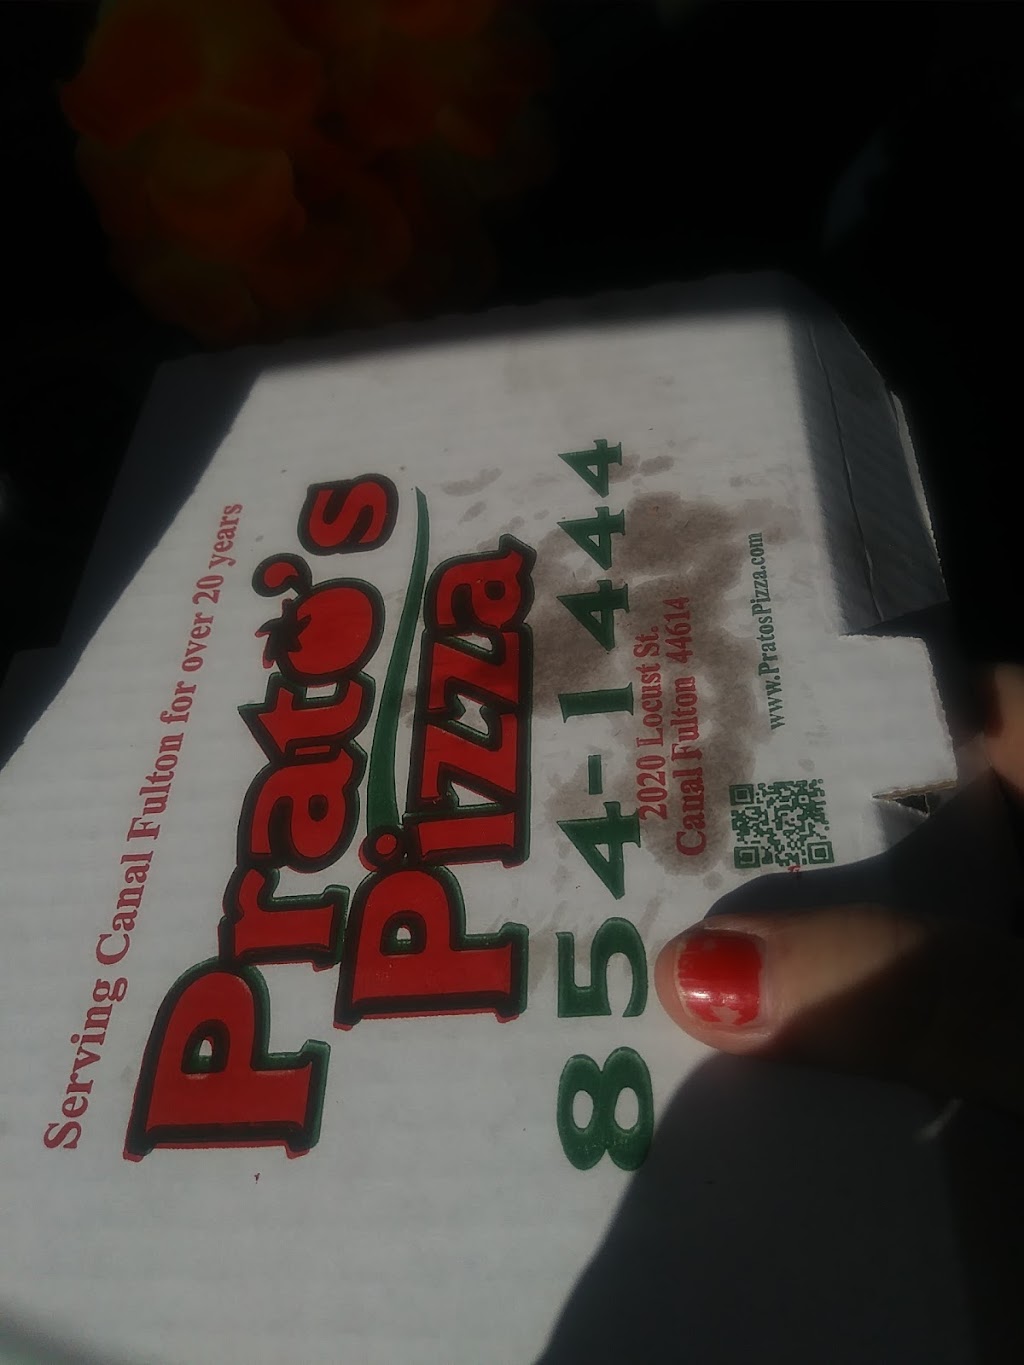 Serving Canal Fulton for over 20 years
Prato's
Pizza
854-1444
2020 Locust St.
Canal Fulton 44614
www.PratosPizza.com